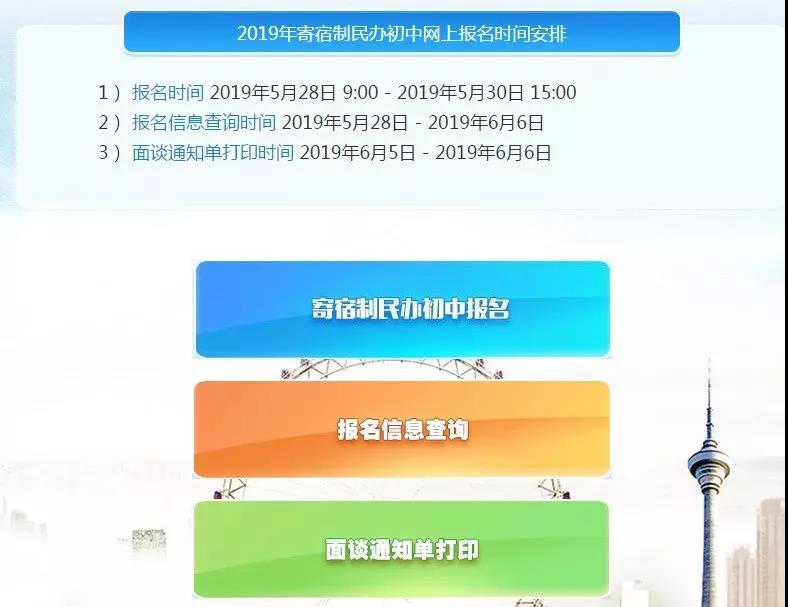 2019年寄宿制民办初中网上报名时间安排
1）报名时间 2019年5月28日 9:00 - 2019年5月30日 15:00
2）报名信息查询时间 2019年5月28日 - 2019年6月6日
3）面谈通知单打印时间 2019年6月5日 - 2019年6月6日
寄宿制民办初中报名
报名信息查询
面谈通知单打印